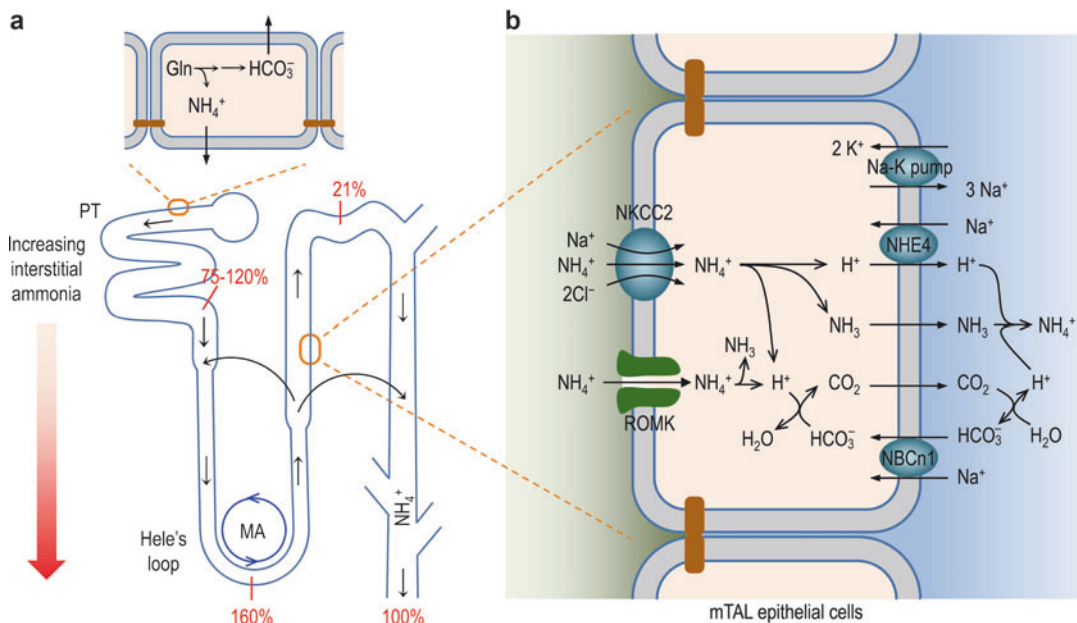 a
Gln
HCO₃⁻
NH₄⁺
PT
21%
Increasing
interstitial
ammonia
75-120%
Hele's
loop
MA
NH₄⁺
160%
100%
b
2 K⁺
Na-K pump
3 Na⁺
NKCC2
Na⁺
NHE4
Na⁺
NH₄⁺
2Cl⁻
NH₄⁺
H⁺
H⁺
NH₃
NH₃
NH₄⁺
NH₄⁺
NH₄⁺
NH₃
H⁺
CO₂
CO₂
H⁺
ROMK
H₂O
HCO₃⁻
HCO₃⁻
H₂O
NBCn1
Na⁺
mTAL epithelial cells